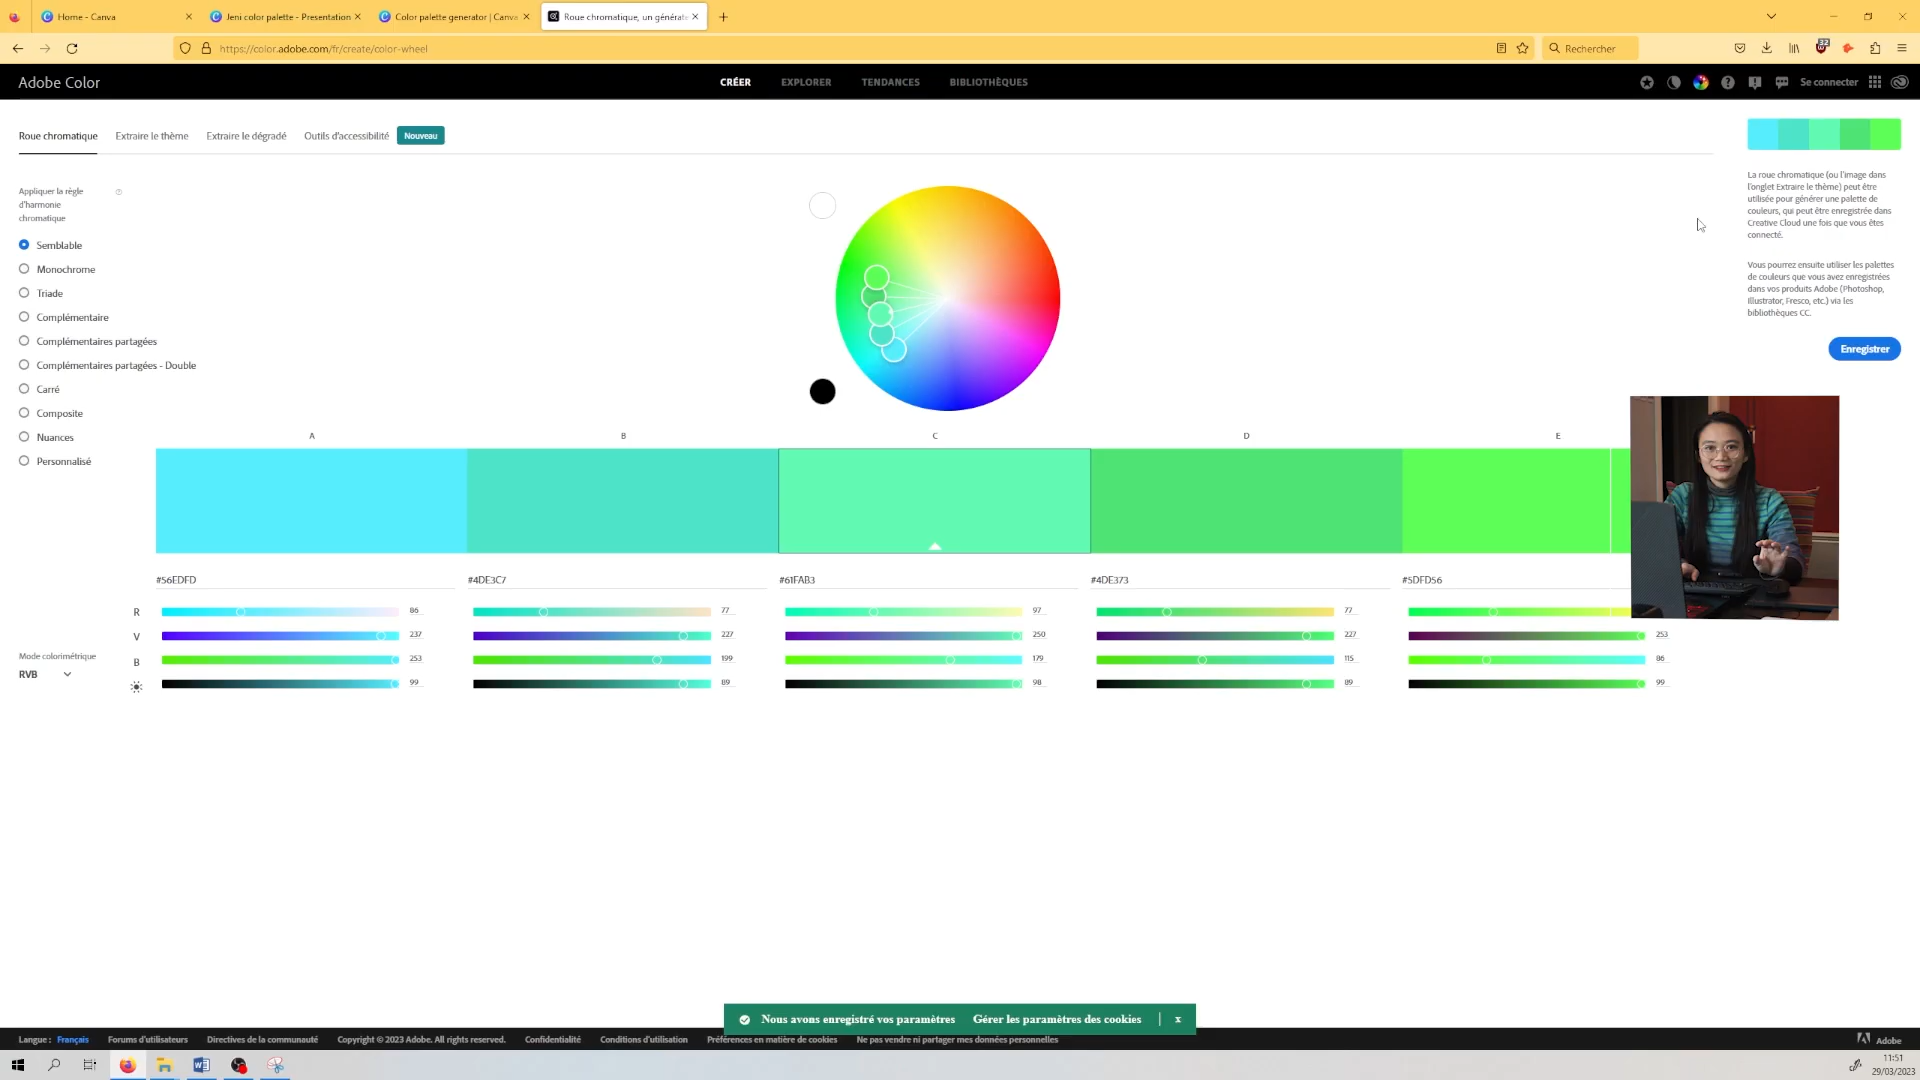 Home - Canva
Jeni color palette - Presentation
Color palette generator | Canva
Roue chromatique, un générate
https://color.adobe.com/fr/create/color-wheel
Rechercher
32
Adobe Color
CRÉER
EXPLORER
TENDANCES
BIBLIOTHÈQUES
Se connecter
Roue chromatique
Extraire le thème
Extraire le dégradé
Outils d'accessibilité
Nouveau
Appliquer la règle
d'harmonie
chromatique
Semblable
Monochrome
Triade
Complémentaire
Complémentaires partagées
Complémentaires partagées - Double
Carré
Composite
Nuances
Personnalisé
La roue chromatique (ou l'image dans
l'onglet Extraire le thème) peut être
utilisée pour générer une palette de
couleurs, qui peut être enregistrée dans
Creative Cloud une fois que vous êtes
connecté.
Vous pourrez ensuite utiliser les palettes
de couleurs que vous avez enregistrées
dans vos produits Adobe (Photoshop,
Illustrator, Fresco, etc.) via les
bibliothèques CC.
Enregistrer
A B C D E
#56EDFD #4DE3C7 #61FAB3 #4DE373 #5DFD56
R 86 77 97 77
V 237 227 250 227 253
B 253 199 179 115 86
99 89 98 89 99
Mode colorimétrique
RVB
Nous avons enregistré vos paramètres Gérer les paramètres des cookies | x
Langue : Français Forums d'utilisateurs Directives de la communauté Copyright © 2023 Adobe. All rights reserved. Confidentialité Conditions d'utilisation Préférences en matière de cookies Ne pas vendre ni partager mes données personnelles Adobe
11:51
29/03/2023